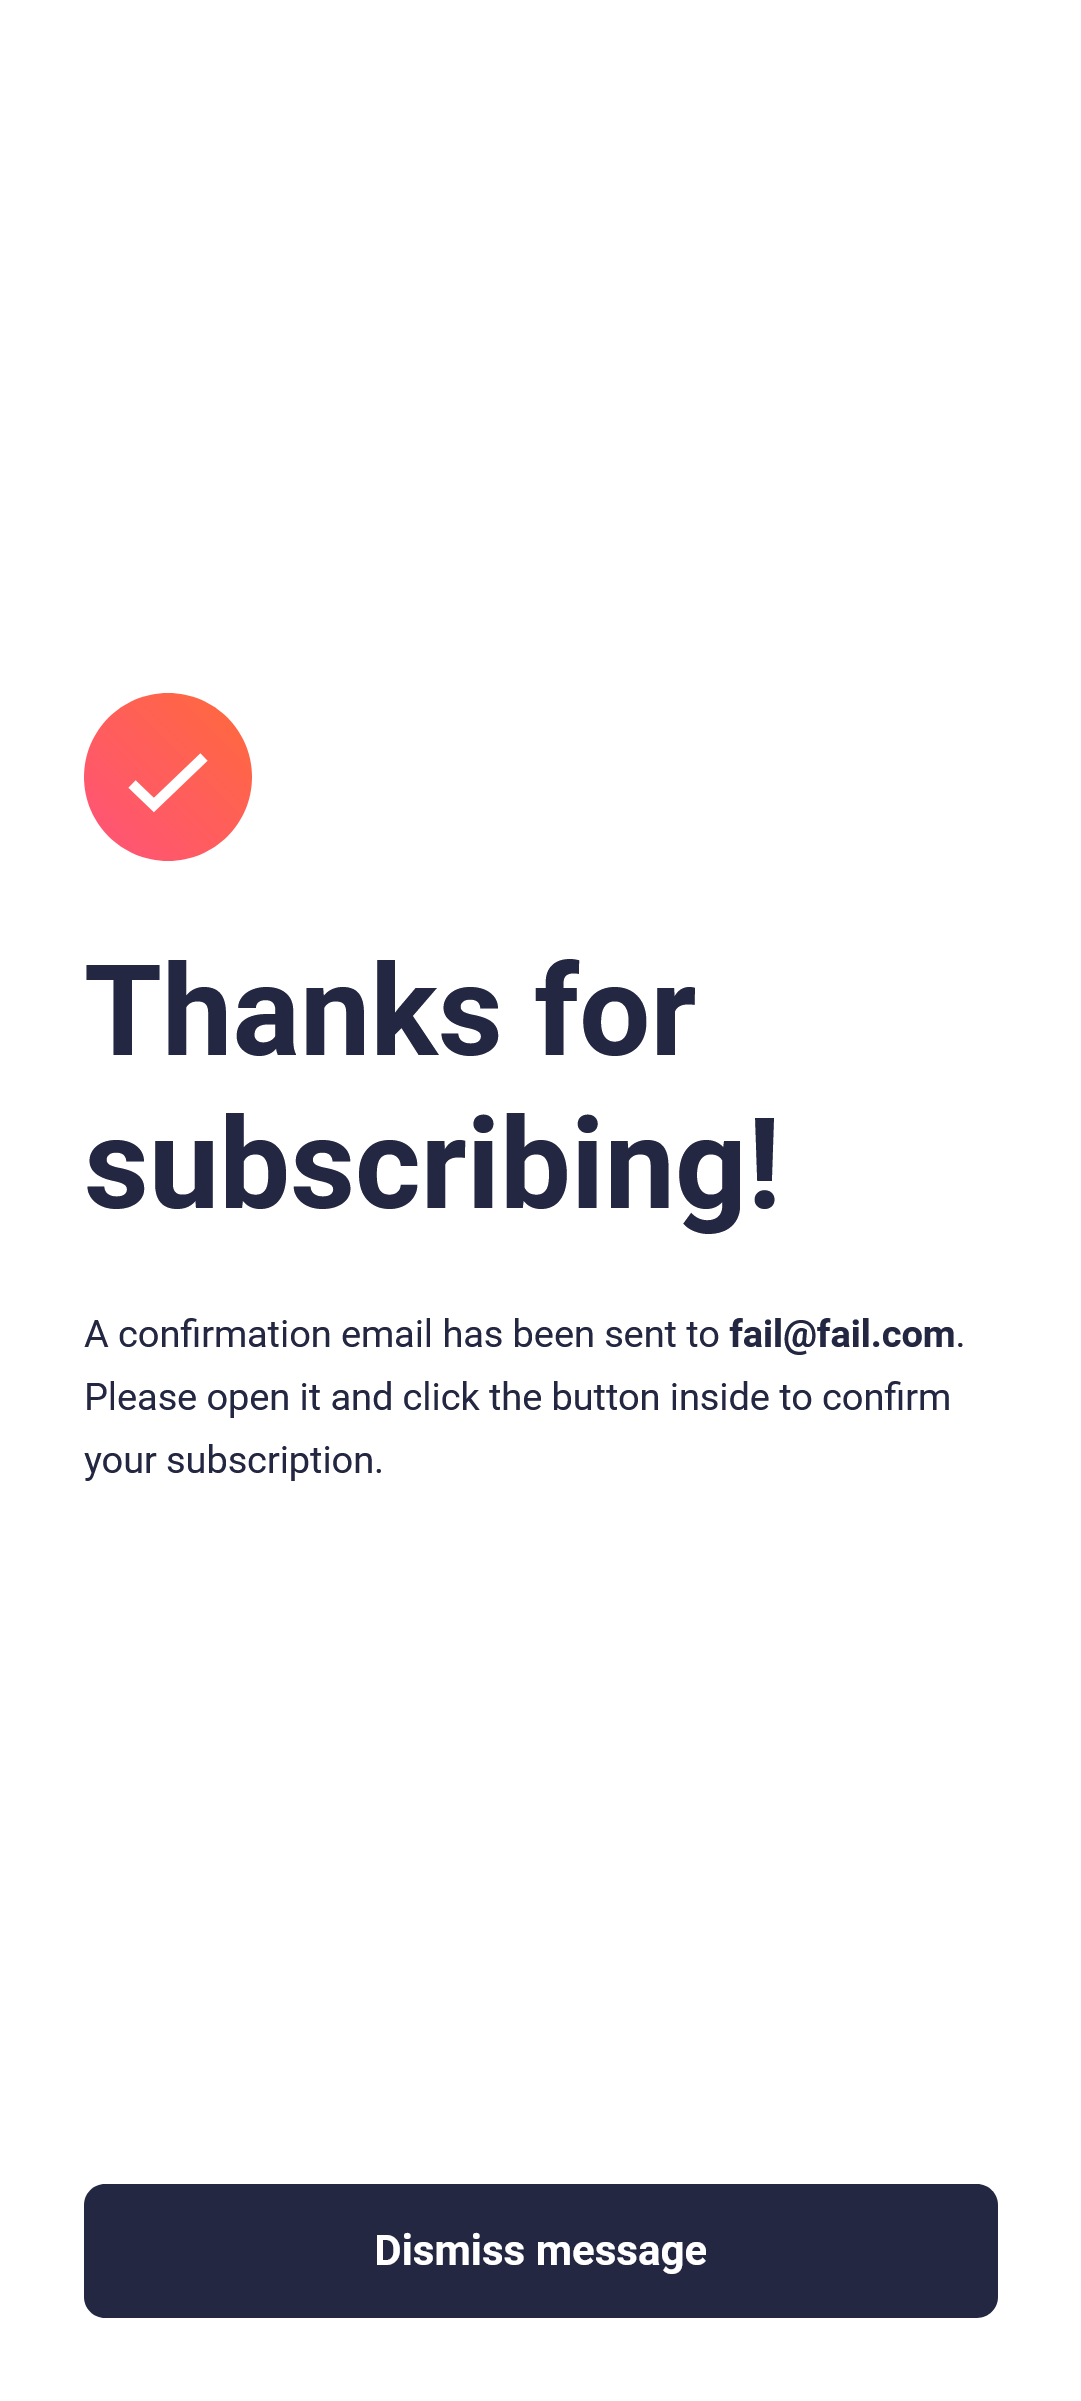 Thanks for
subscribing!
A confirmation email has been sent to fail@fail.com.
Please open it and click the button inside to confirm
your subscription.
Dismiss message